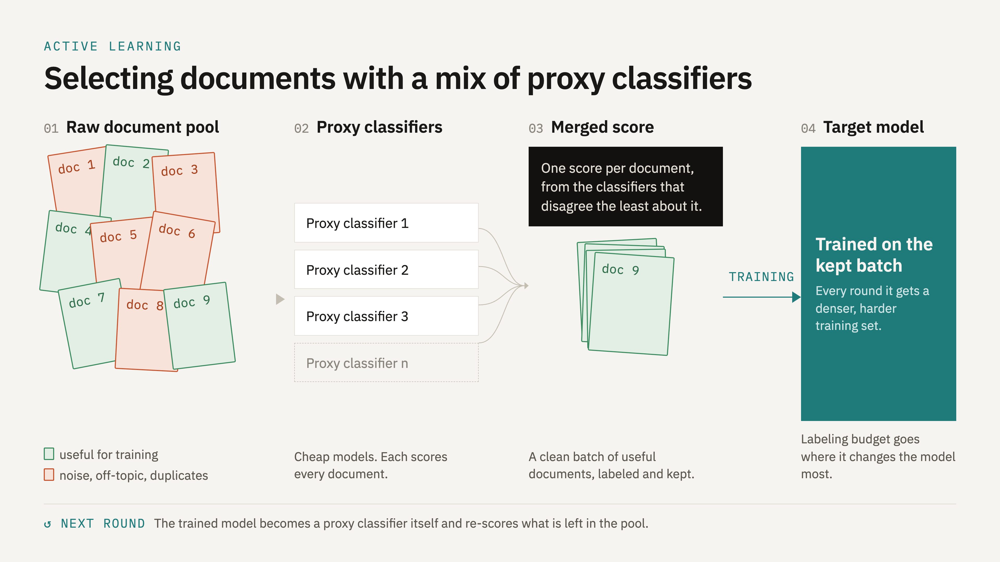 ACTIVE LEARNING
Selecting documents with a mix of proxy classifiers
01 Raw document pool
doc 1
doc 2
doc 3
doc 4
doc 5
doc 6
doc 7
doc 8
doc 9
useful for training
noise, off-topic, duplicates
02 Proxy classifiers
Proxy classifier 1
Proxy classifier 2
Proxy classifier 3
Proxy classifier n
Cheap models. Each scores
every document.
03 Merged score
One score per document,
from the classifiers that
disagree the least about it.
doc 9
A clean batch of useful
documents, labeled and kept.
TRAINING
04 Target model
Trained on the
kept batch
Every round it gets a
denser, harder
training set.
Labeling budget goes
where it changes the model
most.
↺ NEXT ROUND The trained model becomes a proxy classifier itself and re-scores what is left in the pool.